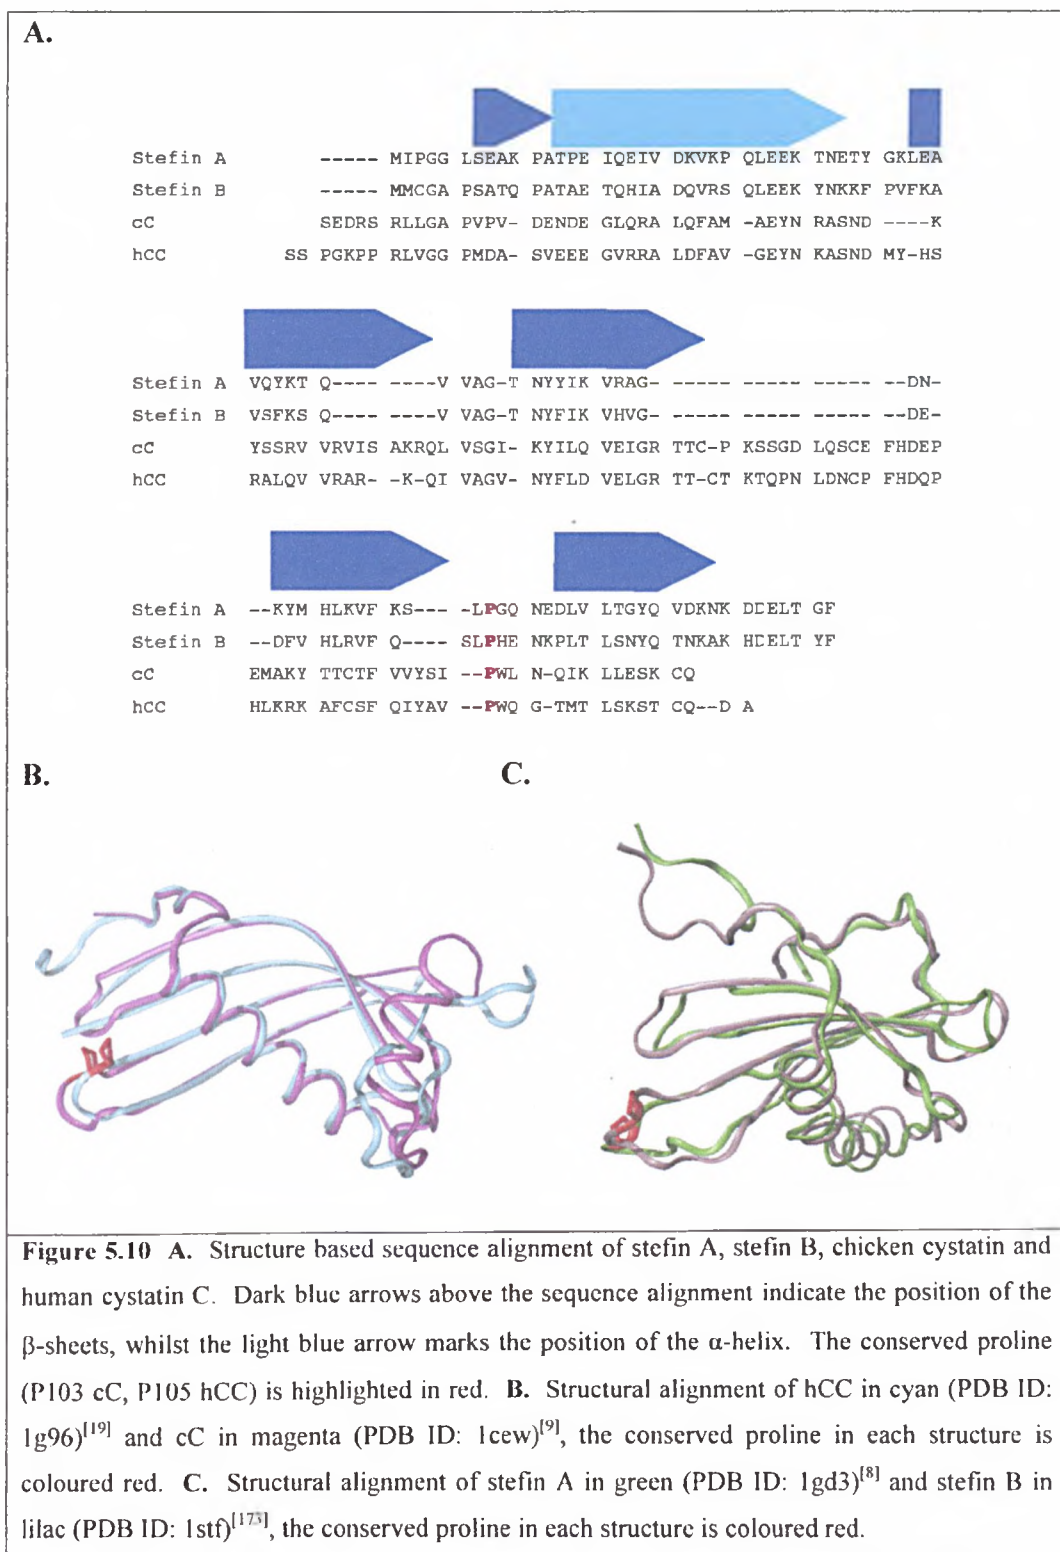 A.
Stefin A ----- MIPGG LSEAK PATPE IQEIV DKVKP QLEEK TNETY GKLEA
Stefin B ----- MMCGA PSATQ PATAE TQHIA DQVRS QLEEK YNKKF PVFKA
cC SEDRS RLLGA PVPV- DENDE GLQRA LQFAM -AEYN RASND ----K
hCC SS PGKPP RLVGG PMDA- SVEEE GVRRA LDFAV -GEYN KASND MY-HS
Stefin A VQYKT Q---- ----V VAG-T NYYIK VRAG- ----- ----- ----- --DN-
Stefin B VSFKS Q---- ----V VAG-T NYFIK VHVG- ----- ----- ----- --DE-
cC YSSRV VRVIS AKRQL VSGI- KYILQ VEIGR TTC-P KSSGD LQSCE FHDEP
hCC RALQV VRAR- -K-QI VAGV- NYFLD VELGR TT-CT KTQPN LDNCP FHDQP
Stefin A --KYM HLKVF KS---- -LPGQ NEDLV LTGYQ VDKNK DDELT GF
Stefin B --DFV HLRVF Q---- SLPHE NKPLT LSNYQ TNKAK HDELT YF
cC EMAKY TTCTF VVYSI --PWL N-QIK LLESK CQ
hCC HLKRK AFCSF QIYAV --PWQ G-TMT LSKST CQ--D A
B. C.
Figure 5.10 A. Structure based sequence alignment of stefin A, stefin B, chicken cystatin and
human cystatin C. Dark blue arrows above the sequence alignment indicate the position of the
β-sheets, whilst the light blue arrow marks the position of the α-helix. The conserved proline
(P103 cC, P105 hCC) is highlighted in red. B. Structural alignment of hCC in cyan (PDB ID:
1g96)[19] and cC in magenta (PDB ID: 1cew)[9], the conserved proline in each structure is
coloured red. C. Structural alignment of stefin A in green (PDB ID: 1gd3)[8] and stefin B in
lilac (PDB ID: 1stf)[173], the conserved proline in each structure is coloured red.